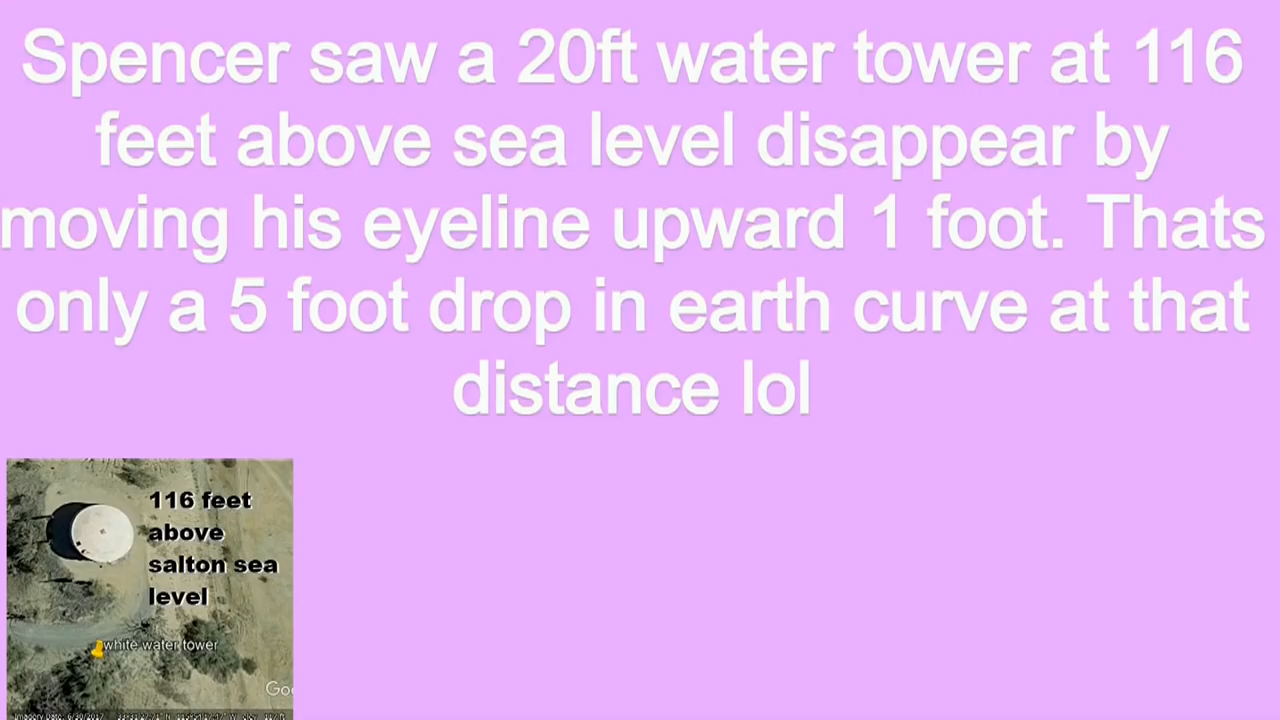 Spencer saw a 20ft water tower at 116
feet above sea level disappear by
moving his eyeline upward 1 foot. Thats
only a 5 foot drop in earth curve at that
distance lol
116 feet
above
salton sea
level
white water tower
Goo